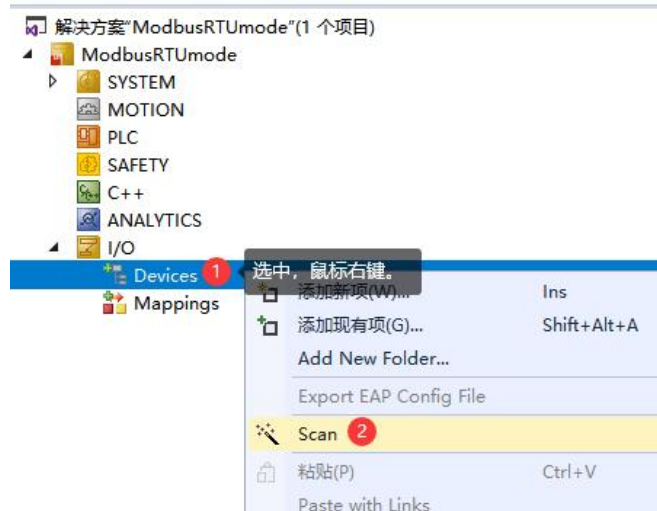 解决方案"ModbusRTUmode"(1 个项目)
ModbusRTUmode
SYSTEM
MOTION
PLC
SAFETY
C++
ANALYTICS
I/O
Devices 1 选中，鼠标右键。
Mappings
添加新项(W)... Ins
添加现有项(G)... Shift+Alt+A
Add New Folder...
Export EAP Config File
Scan 2
粘贴(P) Ctrl+V
Paste with Links